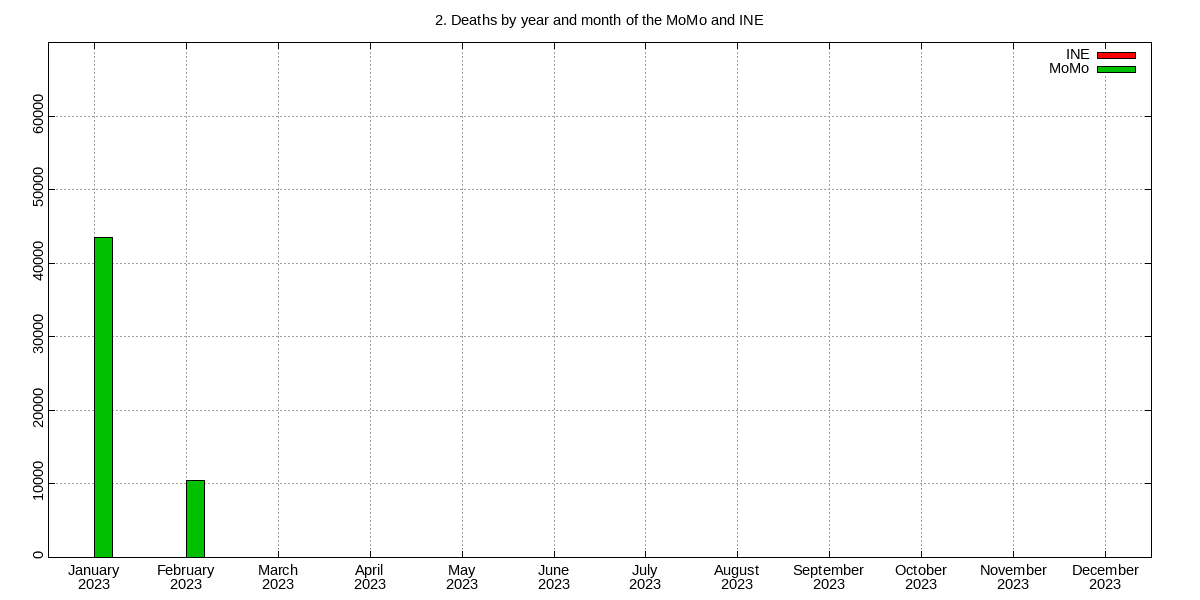 2. Deaths by year and month of the MoMo and INE
INE
MoMo
60000
50000
40000
30000
20000
10000
0
January February March April May June July August September October November December
2023 2023 2023 2023 2023 2023 2023 2023 2023 2023 2023 2023